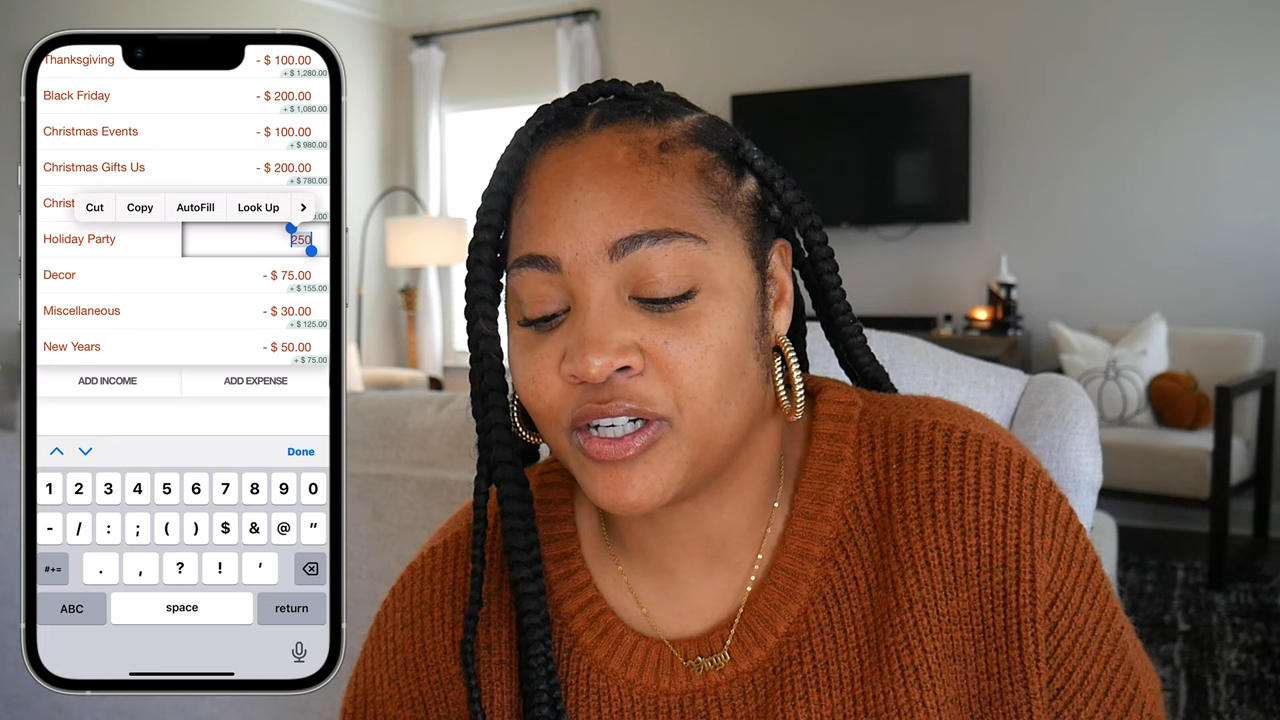 Thanksgiving - $ 100.00
+ $ 1,280.00
Black Friday - $ 200.00
+ $ 1,080.00
Christmas Events - $ 100.00
+ $ 980.00
Christmas Gifts Us - $ 200.00
+ $ 780.00
Cut Copy AutoFill Look Up
Holiday Party 250
Decor - $ 75.00
+ $ 155.00
Miscellaneous - $ 30.00
+ $ 125.00
New Years - $ 50.00
+ $ 75.00
ADD INCOME ADD EXPENSE
Done
1 2 3 4 5 6 7 8 9 0
- / : ; ( ) $ & @ "
#+= . , ? ! '
ABC space return